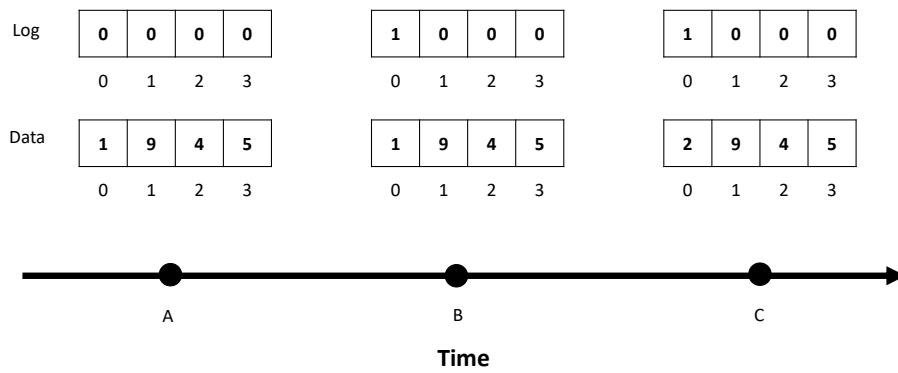 Log 0 0 0 0 1 0 0 0 1 0 0 0
0 1 2 3 0 1 2 3 0 1 2 3
Data 1 9 4 5 1 9 4 5 2 9 4 5
0 1 2 3 0 1 2 3 0 1 2 3
A B C
Time